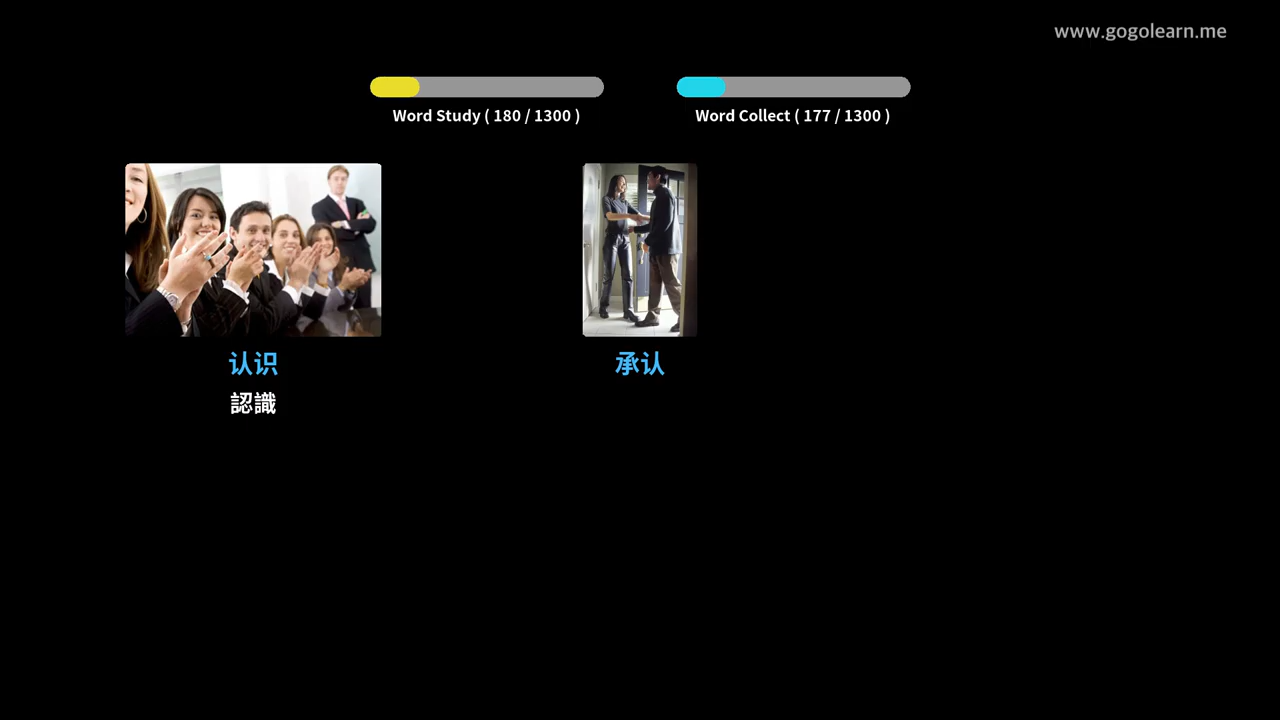 www.gogolearn.me
Word Study ( 180 / 1300 )
Word Collect ( 177 / 1300 )
认识
認識
承认